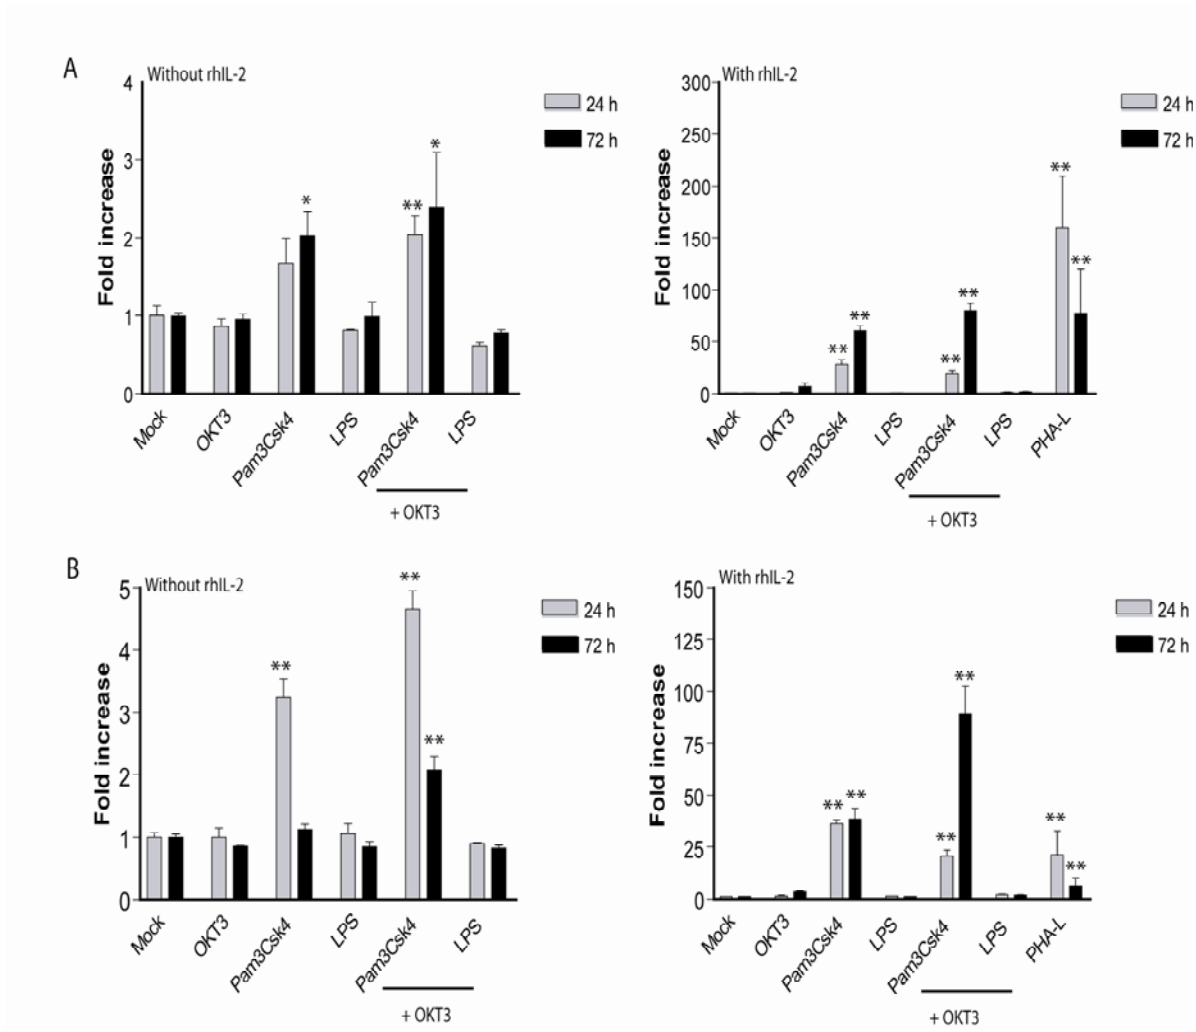 A
Without rhIL-2
4
3
2
1
0
Fold increase
*
**
*
24 h
72 h
Mock
OKT3
Pam3Csk4
LPS
Pam3Csk4
LPS
+ OKT3
With rhIL-2
300
250
200
150
100
50
0
Fold increase
**
**
**
**
**
**
24 h
72 h
Mock
OKT3
Pam3Csk4
LPS
Pam3Csk4
LPS
PHA-L
+ OKT3
B
Without rhIL-2
5
4
3
2
1
0
Fold increase
**
**
**
24 h
72 h
Mock
OKT3
Pam3Csk4
LPS
Pam3Csk4
LPS
+ OKT3
With rhIL-2
150
125
100
75
50
25
0
Fold increase
**
**
**
**
**
**
24 h
72 h
Mock
OKT3
Pam3Csk4
LPS
Pam3Csk4
LPS
PHA-L
+ OKT3